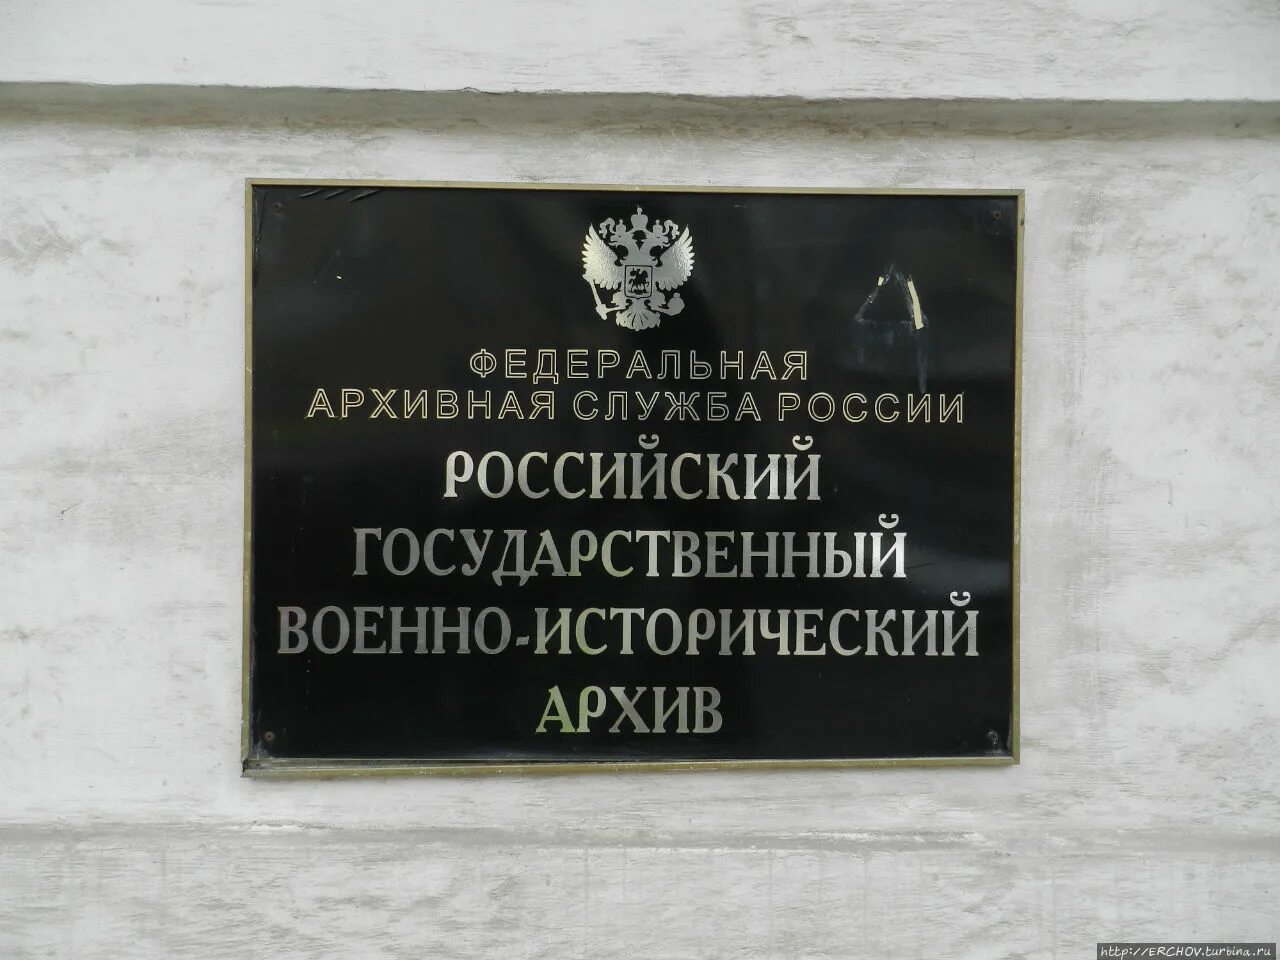 ФЕДЕРАЛЬНАЯ
АРХИВНАЯ СЛУЖБА РОССИИ
РОССИЙСКИЙ
ГОСУДАРСТВЕННЫЙ
ВОЕННО-ИСТОРИЧЕСКИЙ
АРХИВ
http://ERCHOV.turbina.ru